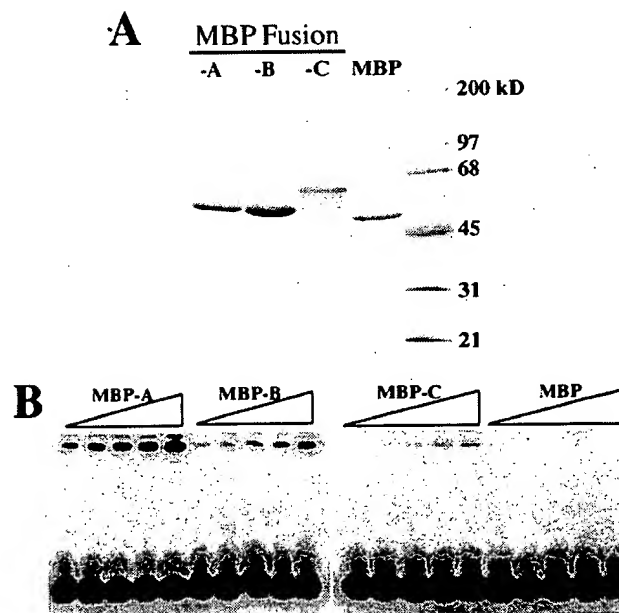 A
MBP Fusion
-A -B -C MBP
200 kD
97
68
45
31
21
B
MBP-A MBP-B MBP-C MBP